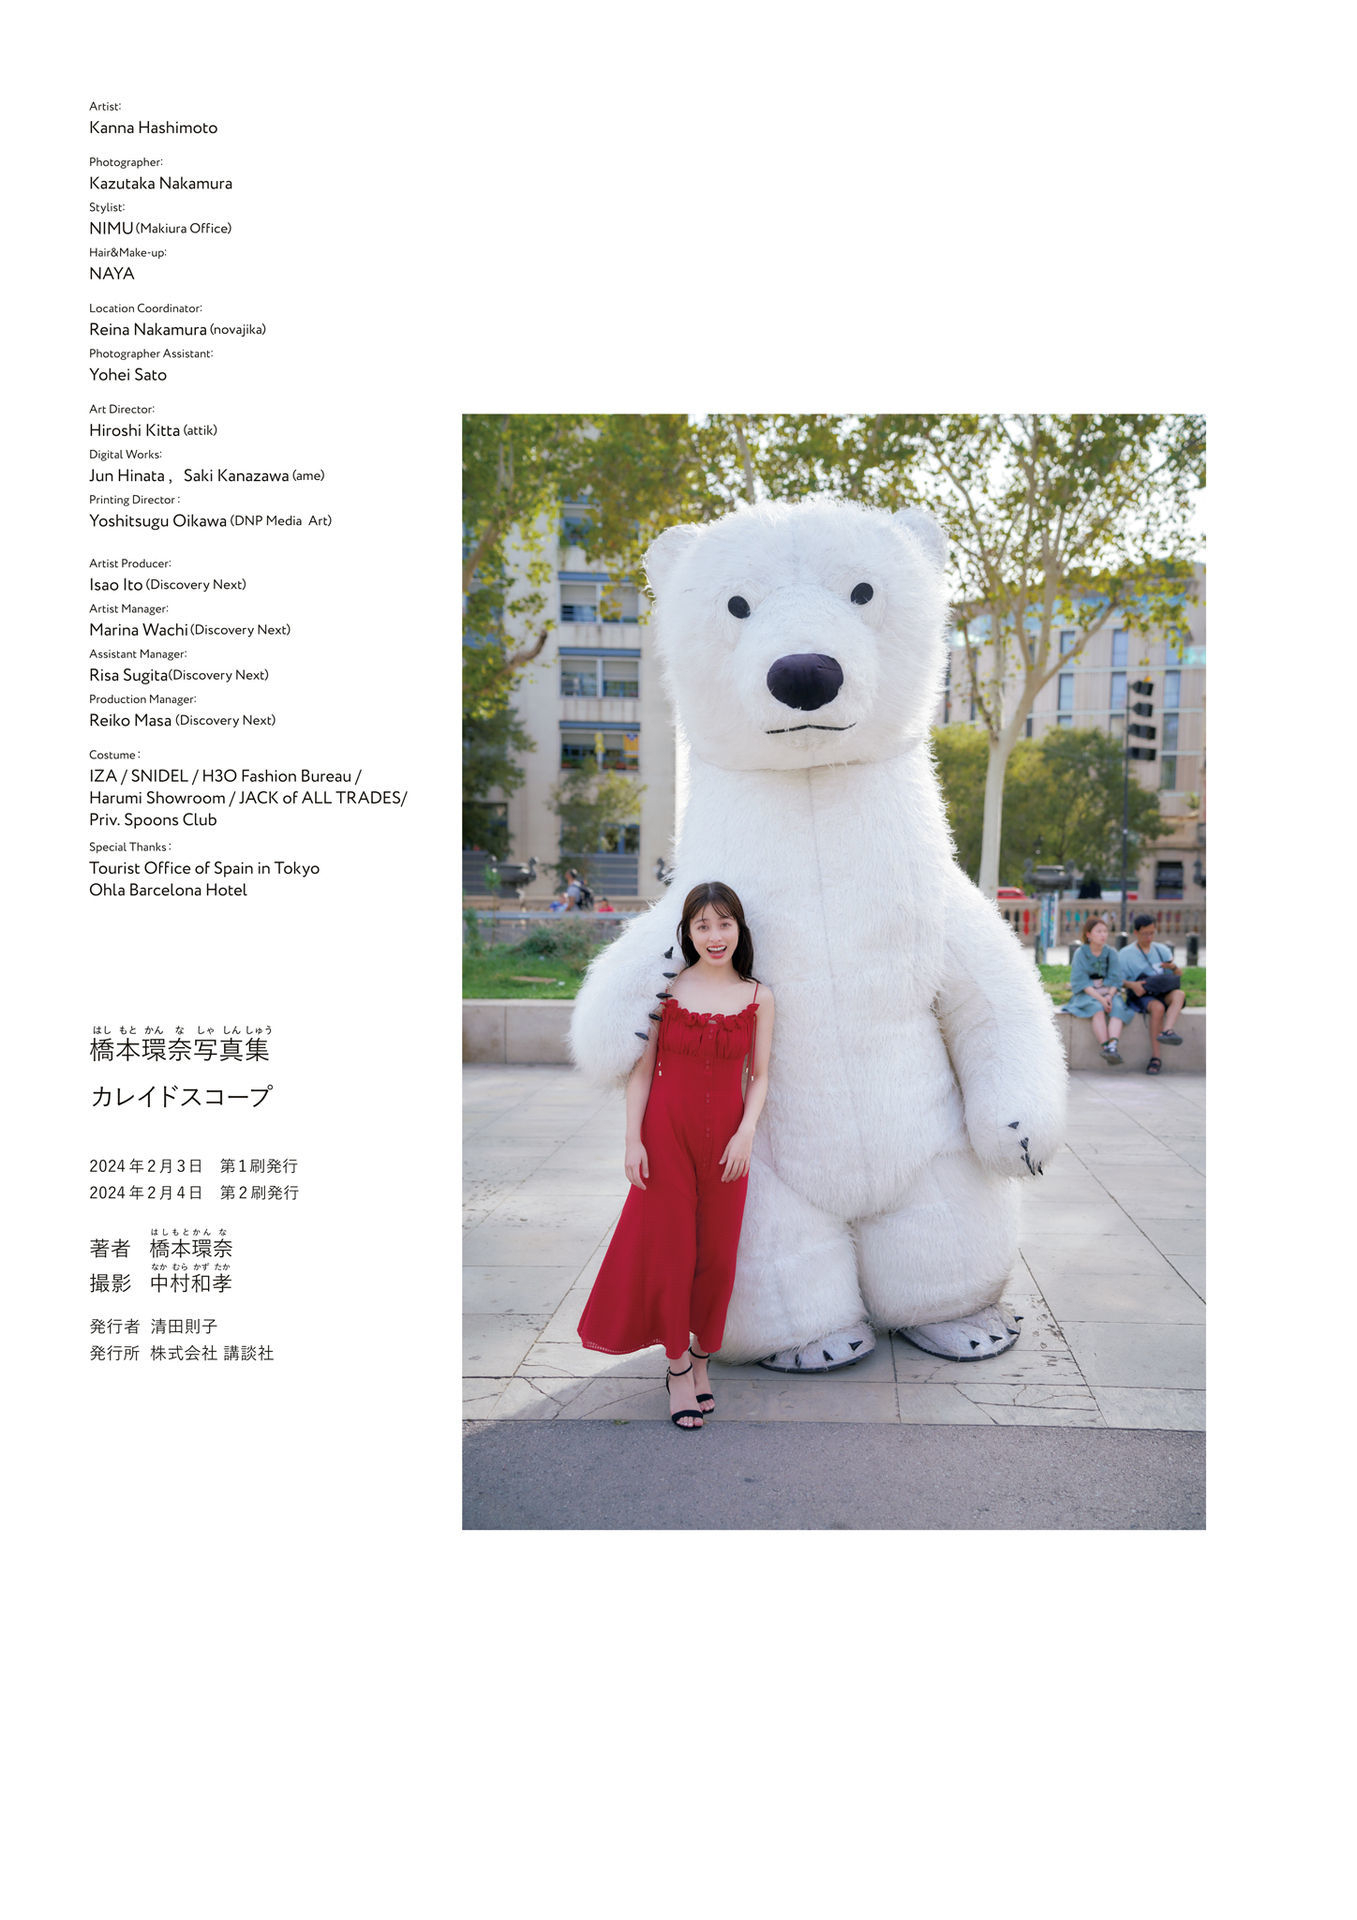 Artist:
Kanna Hashimoto
Photographer:
Kazutaka Nakamura
Stylist:
NIMU (Makiura Office)
Hair&Make-up:
NAYA
Location Coordinator:
Reina Nakamura (novajika)
Photographer Assistant:
Yohei Sato
Art Director:
Hiroshi Kitta (attik)
Digital Works:
Jun Hinata , Saki Kanazawa (ame)
Printing Director :
Yoshitsugu Oikawa (DNP Media Art)
Artist Producer:
Isao Ito (Discovery Next)
Artist Manager:
Marina Wachi (Discovery Next)
Assistant Manager:
Risa Sugita(Discovery Next)
Production Manager:
Reiko Masa (Discovery Next)
Costume :
IZA / SNIDEL / H3O Fashion Bureau /
Harumi Showroom / JACK of ALL TRADES/
Priv. Spoons Club
Special Thanks :
Tourist Office of Spain in Tokyo
Ohla Barcelona Hotel
はし もと かん な しゃ しん しゅう
橋本環奈写真集
カレイドスコープ
2024年2月3日 第1刷発行
2024年2月4日 第2刷発行
はしもとかん な
著者 橋本環奈
なか むら かず たか
撮影 中村和孝
発行者 清田則子
発行所 株式会社 講談社